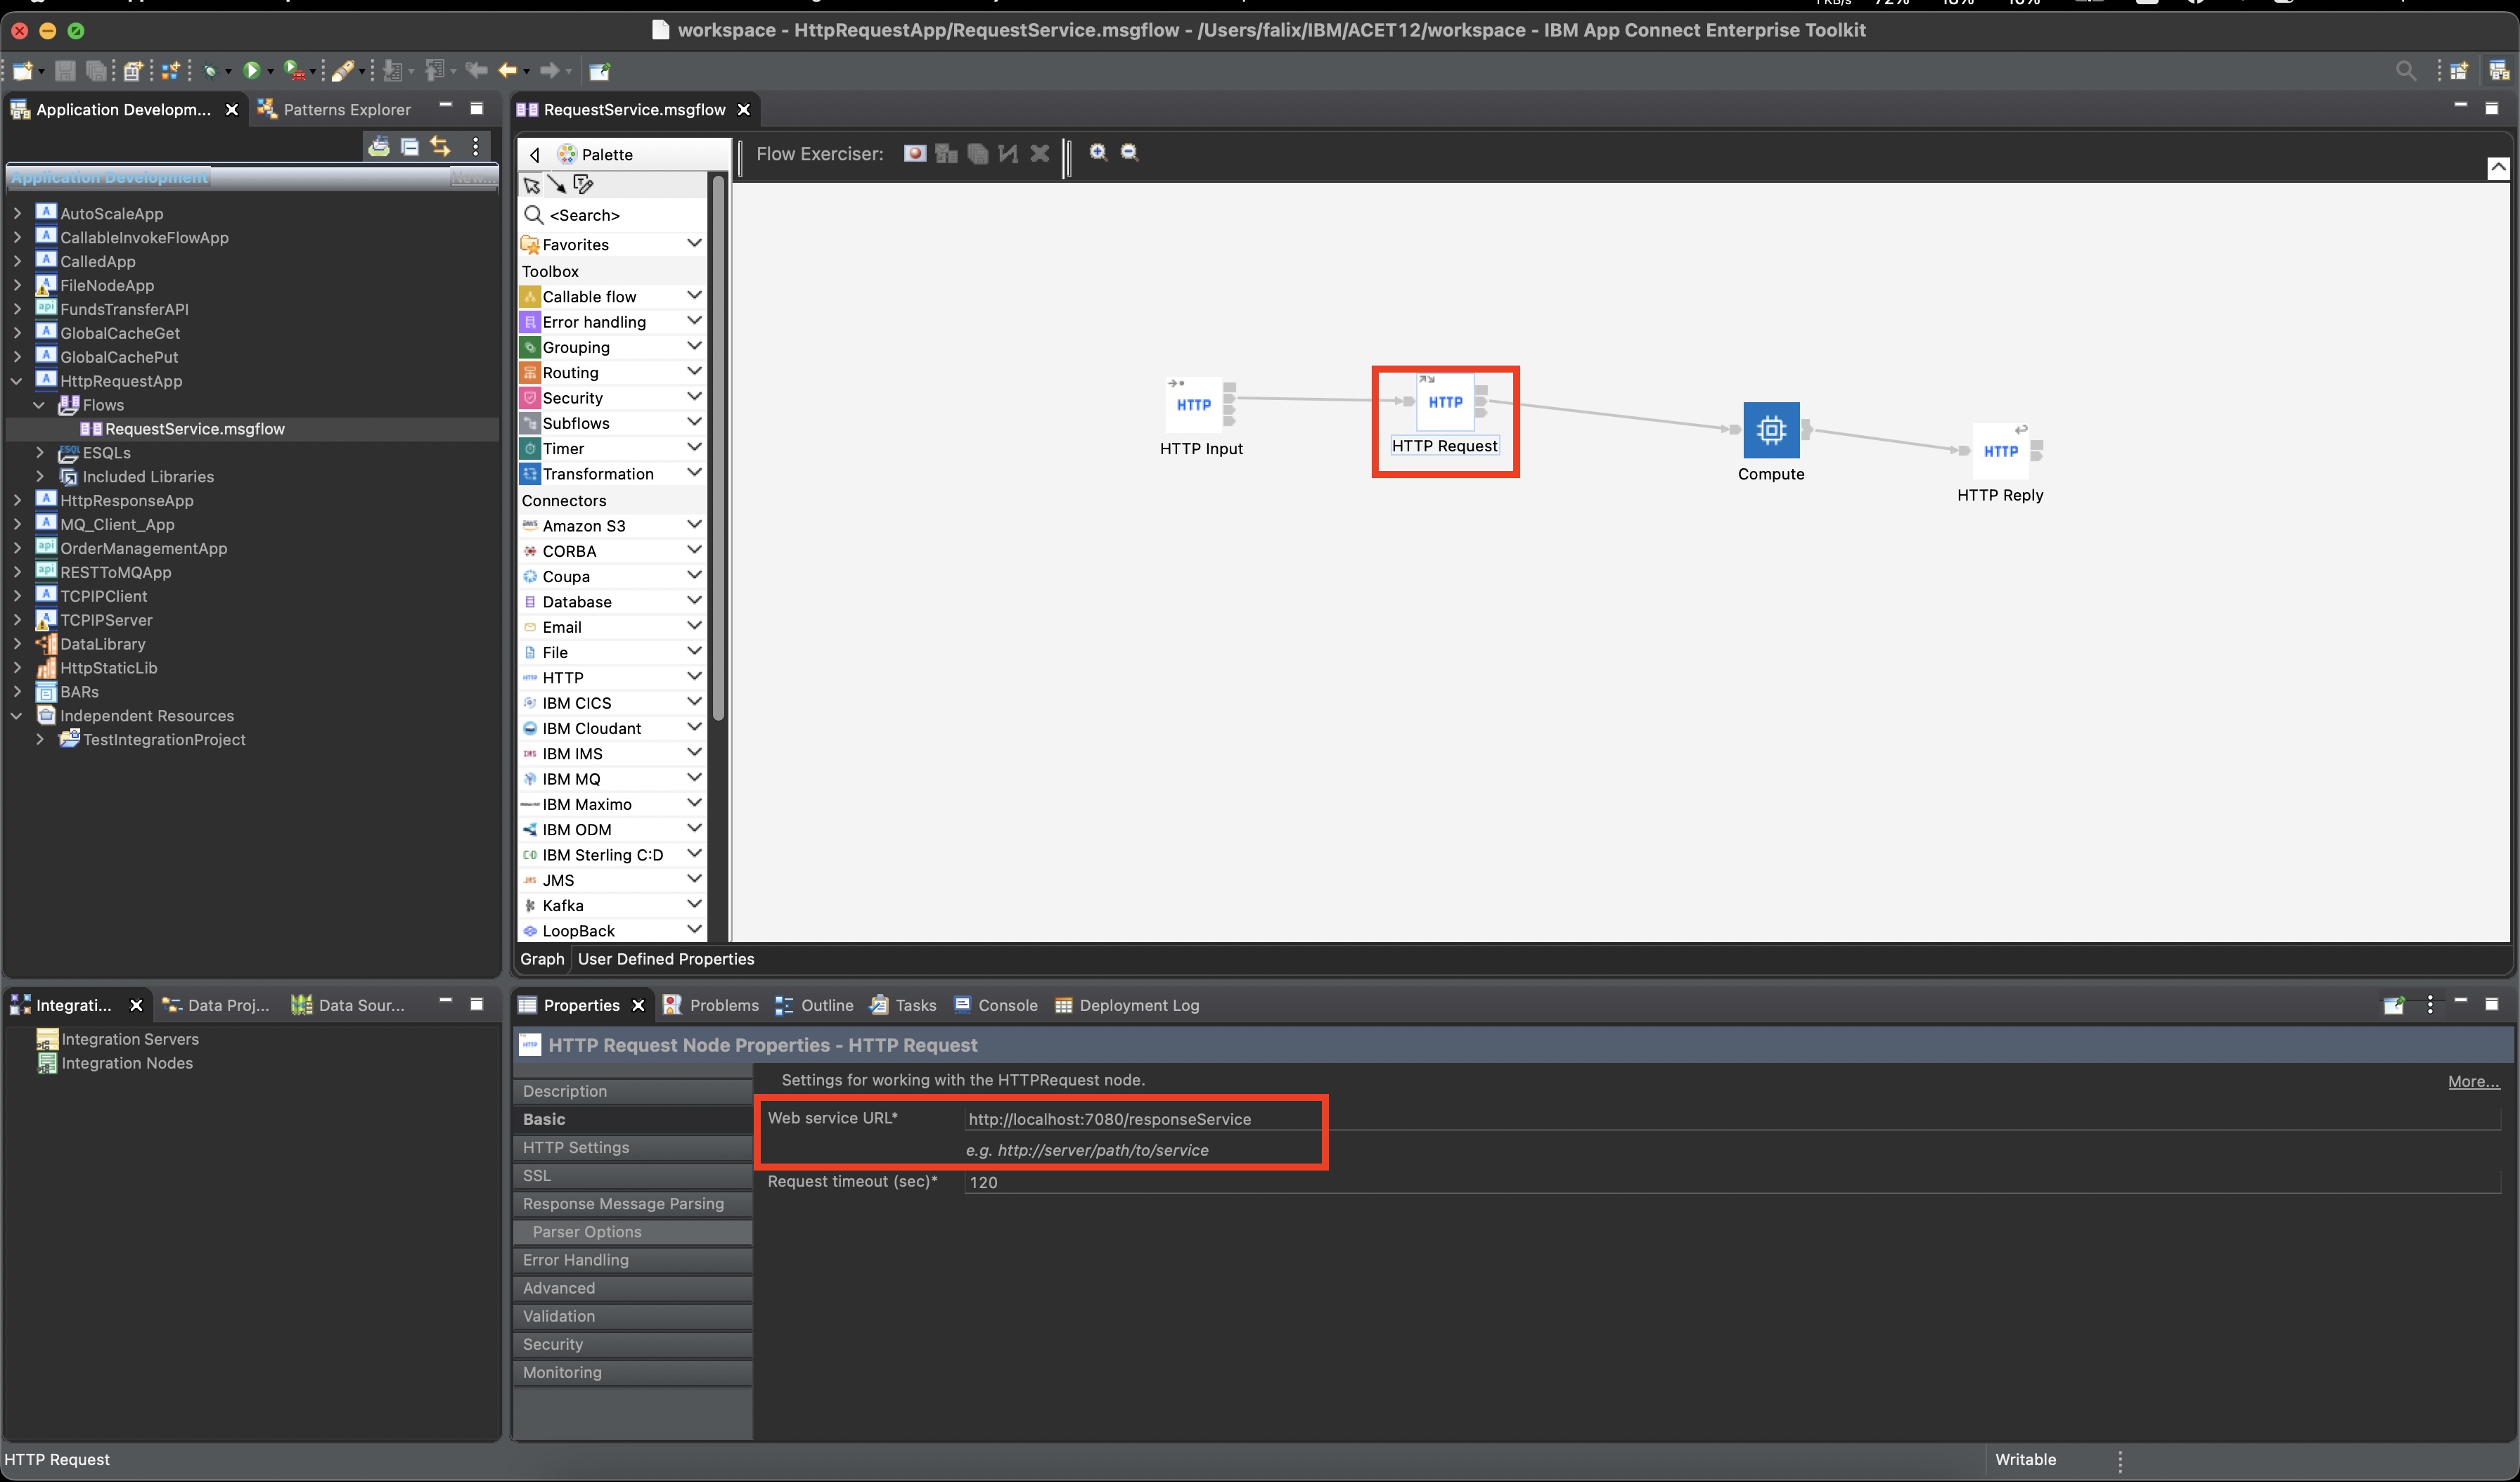 workspace - HttpRequestApp/RequestService.msgflow - /Users/falix/IBM/ACET12/workspace - IBM App Connect Enterprise Toolkit
Application Developm...
Patterns Explorer
Application Development
New...
AutoScaleApp
CallableInvokeFlowApp
CalledApp
FileNodeApp
FundsTransferAPI
GlobalCacheGet
GlobalCachePut
HttpRequestApp
Flows
RequestService.msgflow
ESQLs
Included Libraries
HttpResponseApp
MQ_Client_App
OrderManagementApp
RESTToMQApp
TCPIPClient
TCPIPServer
DataLibrary
HttpStaticLib
BARs
Independent Resources
TestIntegrationProject
RequestService.msgflow
Palette
<Search>
Favorites
Toolbox
Callable flow
Error handling
Grouping
Routing
Security
Subflows
Timer
Transformation
Connectors
Amazon S3
CORBA
Coupa
Database
Email
File
HTTP
IBM CICS
IBM Cloudant
IBM IMS
IBM MQ
IBM Maximo
IBM ODM
IBM Sterling C:D
JMS
Kafka
LoopBack
Flow Exerciser:
HTTP
HTTP Input
HTTP
HTTP Request
Compute
HTTP
HTTP Reply
Graph
User Defined Properties
Integrati...
Data Proj...
Data Sour...
Integration Servers
Integration Nodes
Properties
Problems
Outline
Tasks
Console
Deployment Log
HTTP Request Node Properties - HTTP Request
Description
Basic
HTTP Settings
SSL
Response Message Parsing
Parser Options
Error Handling
Advanced
Validation
Security
Monitoring
Settings for working with the HTTPRequest node.
More...
Web service URL*
http://localhost:7080/responseService
e.g. http://server/path/to/service
Request timeout (sec)*
120
HTTP Request
Writable